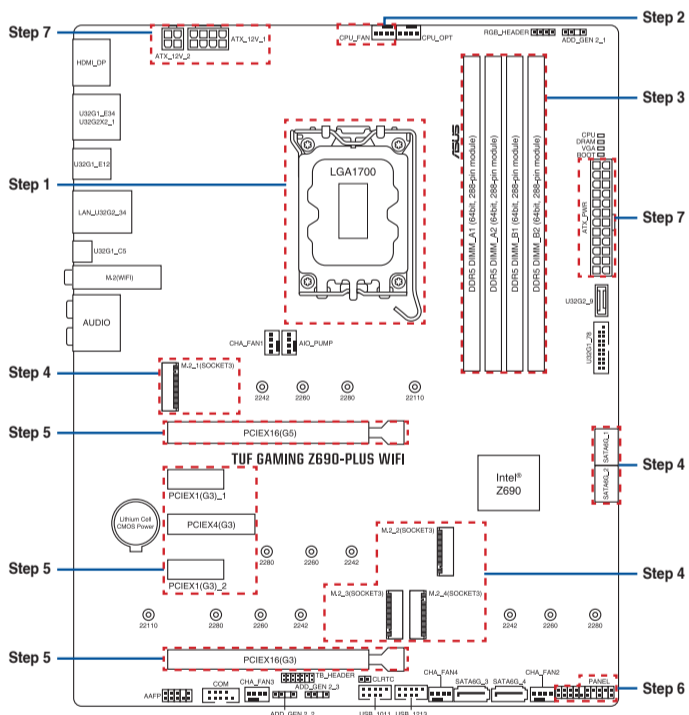 Step 2
Step 7
ATX_12V_1
ATX_12V_2
CPU_FAN
CPU_OPT
RGB_HEADER
ADD_GEN 2_1
HDMI_DP
Step 3
U32G1_E34
U32G2X2_1
ASUS
CPU
DRAM
VGA
BOOT
U32G1_E12
Step 1
LGA1700
DDR5 DIMM_A1 (64bit, 288-pin module)
DDR5 DIMM_A2 (64bit, 288-pin module)
DDR5 DIMM_B1 (64bit, 288-pin module)
DDR5 DIMM_B2 (64bit, 288-pin module)
ATX_PWR
Step 7
LAN_U32G2_34
U32G1_C5
M.2(WIFI)
U32G2_9
AUDIO
CHA_FAN1
AIO_PUMP
U32G1_78
Step 4
M.2_1(SOCKET3)
2242
2260
2280
22110
Step 5
PCIEX16(G5)
TUF GAMING Z690-PLUS WIFI
SATA6G_1
SATA6G_2
Step 4
Intel®
Z690
PCIEX1(G3)_1
Lithium Cell
CMOS Power
PCIEX4(G3)
M.2_2(SOCKET3)
2280
2260
2242
Step 5
PCIEX1(G3)_2
Step 4
M.2_3(SOCKET3)
M.2_4(SOCKET3)
22110
2280
2260
2242
2242
2260
2280
Step 5
PCIEX16(G3)
AAFP
COM
CHA_FAN3
TB_HEADER
ADD_GEN 2_3
ADD_GEN 2_2
CLRTC
USB_1011
USB_1213
CHA_FAN4
SATA6G_3
SATA6G_4
CHA_FAN2
PANEL
Step 6